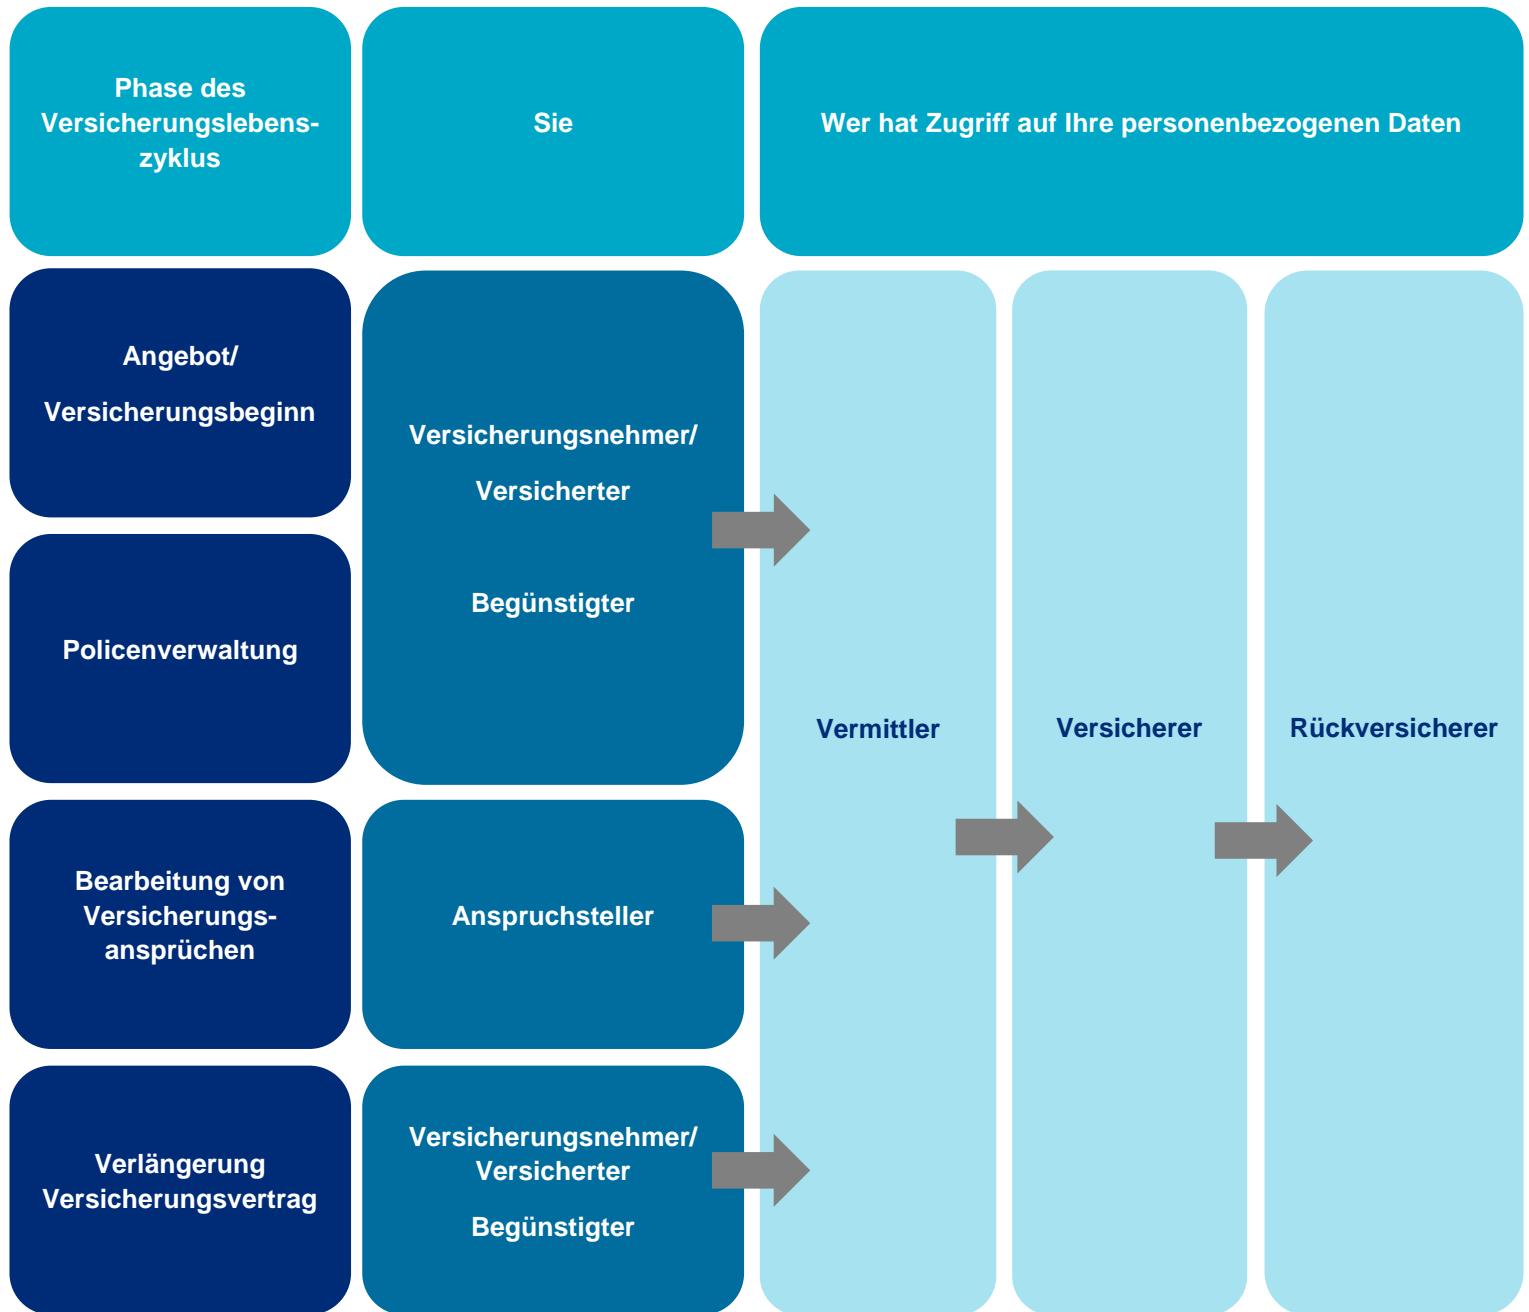 Phase des
Versicherungslebens-
zyklus
Sie
Wer hat Zugriff auf Ihre personenbezogenen Daten
Angebot/
Versicherungsbeginn
Policenverwaltung
Bearbeitung von
Versicherungs-
ansprüchen
Verlängerung
Versicherungsvertrag
Versicherungsnehmer/
Versicherter
Begünstigter
Anspruchsteller
Versicherungsnehmer/
Versicherter
Begünstigter
Vermittler
Versicherer
Rückversicherer